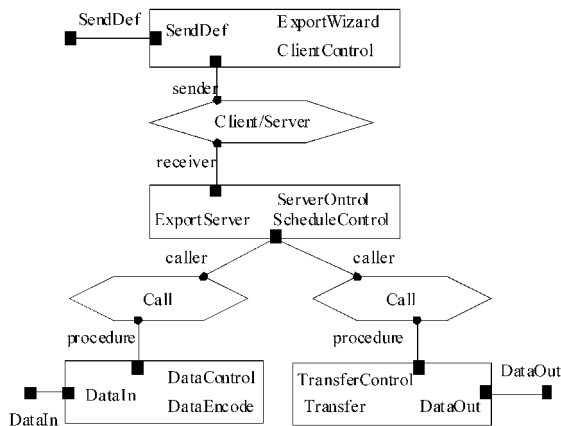 SendDef
SendDef ExportWizard
ClientControl
sender
Client/Server
receiver
ServerOntrol
ExportServer ScheduleControl
caller caller
Call Call
procedure procedure
DataControl TransferControl DataOut
DataIn
DataEncode Transfer DataOut
DataIn